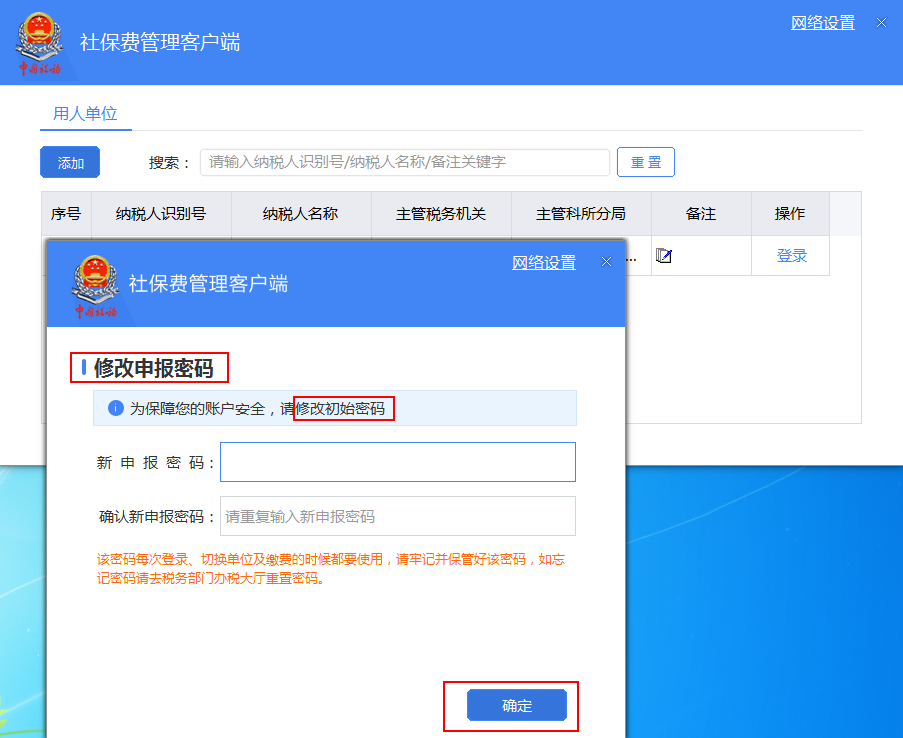 网络设置
社保费管理客户端
用人单位
添加 搜索： 请输入纳税人识别号/纳税人名称/备注关键字 重置
序号 纳税人识别号 纳税人名称 主管税务机关 主管科所分局 备注 操作
... 登录
网络设置
社保费管理客户端
中国税务
修改申报密码
为保障您的账户安全，请修改初始密码
新申报密码：
确认新申报密码： 请重复输入新申报密码
该密码每次登录、切换单位及缴费的时候都要使用，请牢记并保管好该密码，如忘
记密码请去税务部门办税大厅重置密码。
确定